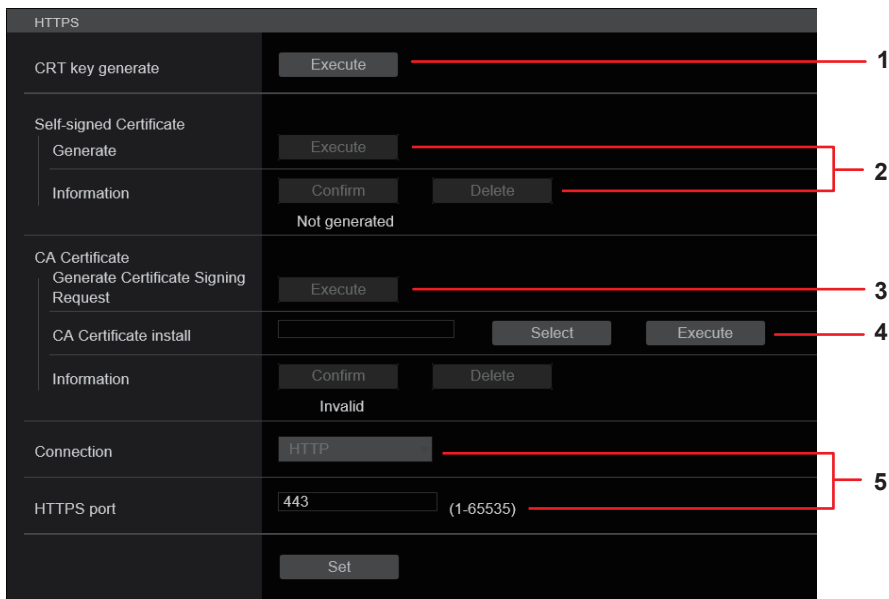 HTTPS
CRT key generate Execute 1
Self-signed Certificate
Generate Execute
2
Information Confirm Delete
Not generated
CA Certificate
Generate Certificate Signing
Request Execute 3
CA Certificate install Select Execute 4
Information Confirm Delete
Invalid
Connection HTTP
5
HTTPS port 443 (1-65535)
Set